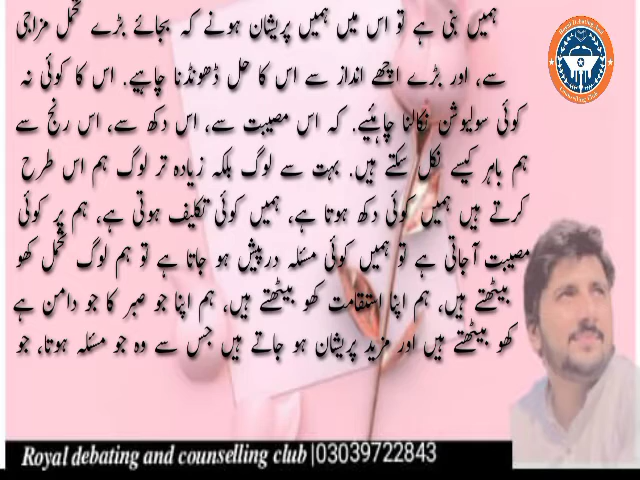 ہمیں بنی ہے تو اس میں ہمیں پریشان ہونے کہ بجائے بڑے تحمل مزاجی
سے، اور بڑے اچھے انداز سے اس کا حل ڈھونڈنا چاہیے. اس کا کوئی نہ
کوئی سولیوشن نکالنا چاہئیے. کہ اس مصیبت سے، اس دکھ سے، اس رنج سے
ہم باہر کیسے نکل سکتے ہیں. بہت سے لوگ بلکہ زیادہ تر لوگ ہم اس طرح
کرتے ہیں ہمیں کوئی دکھ ہوتا ہے، ہمیں کوئی تکلیف ہوتی ہے، ہم پر کوئی
مصیبت آجاتی ہے تو ہمیں کوئی مسئلہ درپیش ہو جاتا ہے تو ہم لوگ تحمل کھو
بیٹھتے ہیں، ہم اپنا استقامت کھو بیٹھتے ہیں، ہم اپنا جو صبر کا جو دامن ہے
کھو بیٹھتے ہیں اور مزید پریشان ہو جاتے ہیں جس سے وہ جو مسئلہ ہوتا، جو
Royal Debating And
Counselling Club
Royal debating and counselling club |03039722843